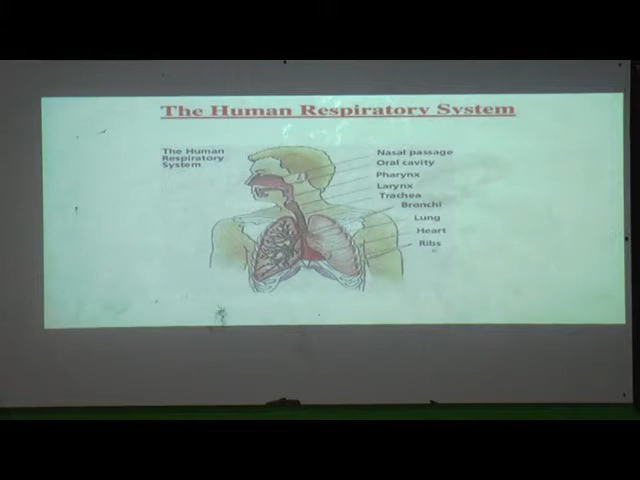 The Human Respiratory System
The Human
Respiratory
System
Nasal passage
Oral cavity
Pharynx
Larynx
Trachea
Bronchi
Lung
Heart
Ribs